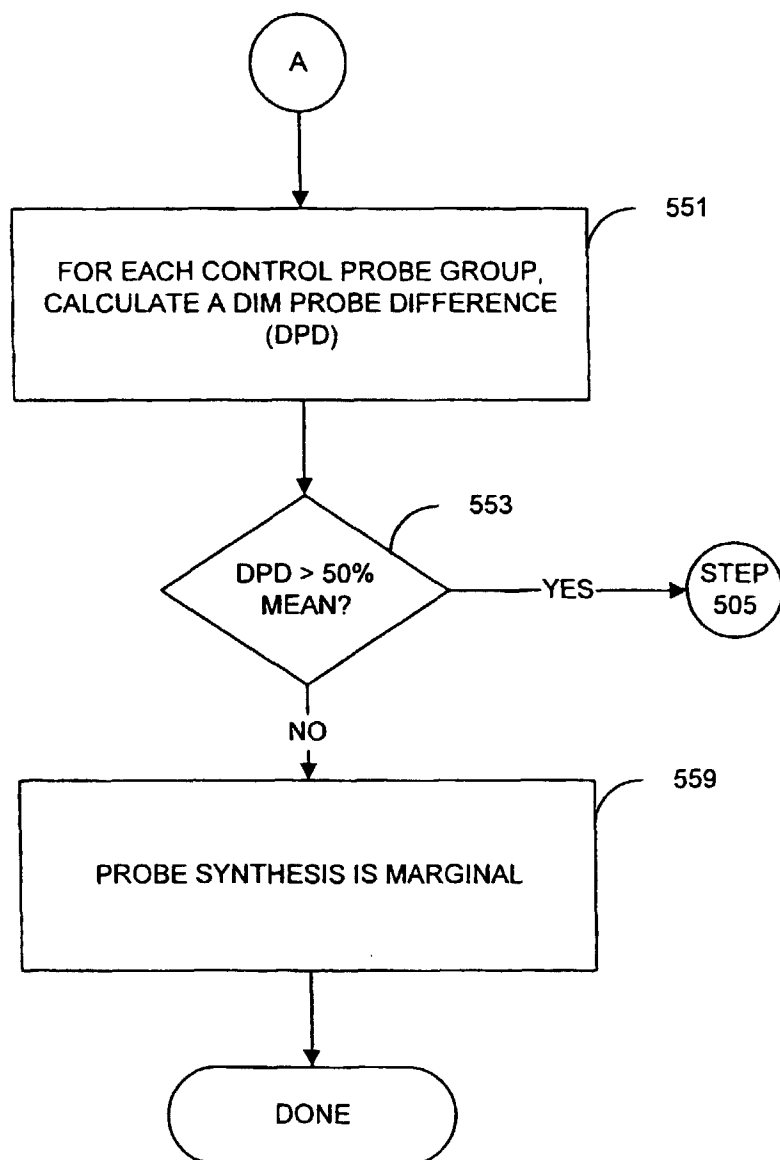 A
551
FOR EACH CONTROL PROBE GROUP,
CALCULATE A DIM PROBE DIFFERENCE
(DPD)
553
DPD > 50%
MEAN?
YES
STEP
505
NO
559
PROBE SYNTHESIS IS MARGINAL
DONE